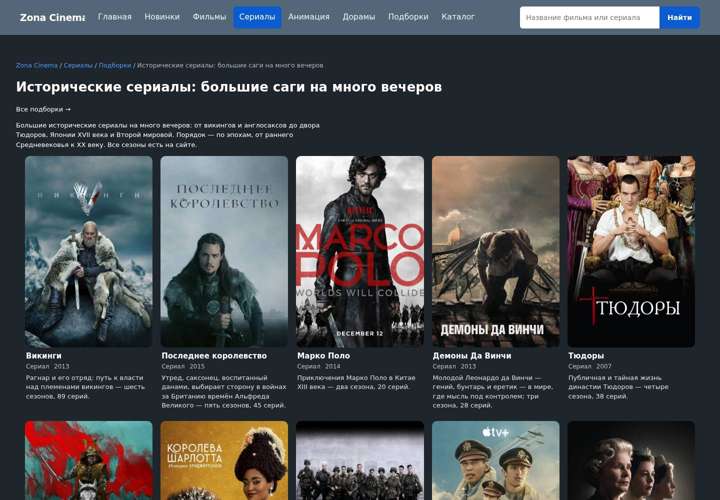 Zona Cinema
Главная Новинки Фильмы Сериалы Анимация Дорамы Подборки Каталог
Название фильма или сериала
Найти
Zona Cinema / Сериалы / Подборки / Исторические сериалы: большие саги на много вечеров
Исторические сериалы: большие саги на много вечеров
Все подборки →
Большие исторические сериалы на много вечеров: от викингов и англосаксов до двора
Тюдоров, Японии XVII века и Второй мировой. Порядок — по эпохам, от раннего
Средневековья к XX веку. Все сезоны есть на сайте.
ВИКИНГИ
ПОСЛЕДНЕЕ
КОРОЛЕВСТВО
MARCO
POLO
WORLDS WILL COLLIDE
DECEMBER 12
ДЕМОНЫ ДА ВИНЧИ
ТЮДОРЫ
Викинги
Сериал 2013
Рагнар и его отряд: путь к власти
над племенами викингов — шесть
сезонов, 89 серий.
Последнее королевство
Сериал 2015
Утред, саксонец, воспитанный
данами, выбирает сторону в войнах
за Британию времён Альфреда
Великого — пять сезонов, 45 серий.
Марко Поло
Сериал 2014
Приключения Марко Поло в Китае
XIII века — два сезона, 20 серий.
Демоны Да Винчи
Сериал 2013
Молодой Леонардо да Винчи —
гений, бунтарь и еретик — в мире,
где мысль под контролем; три
сезона, 28 серий.
Тюдоры
Сериал 2007
Публичная и тайная жизнь
династии Тюдоров — четыре
сезона, 38 серий.
КОРОЛЕВА
ШАРЛОТТА
tv+